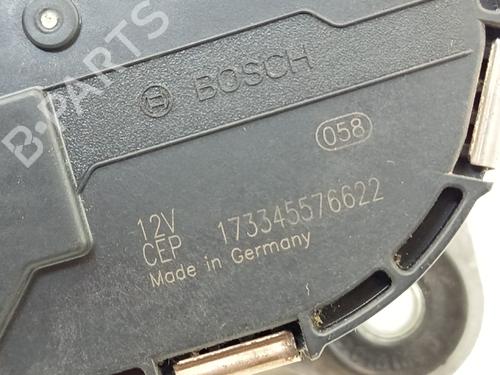 B-PARTS
BOSCH
058
12V
CEP 173345576622
Made in Germany